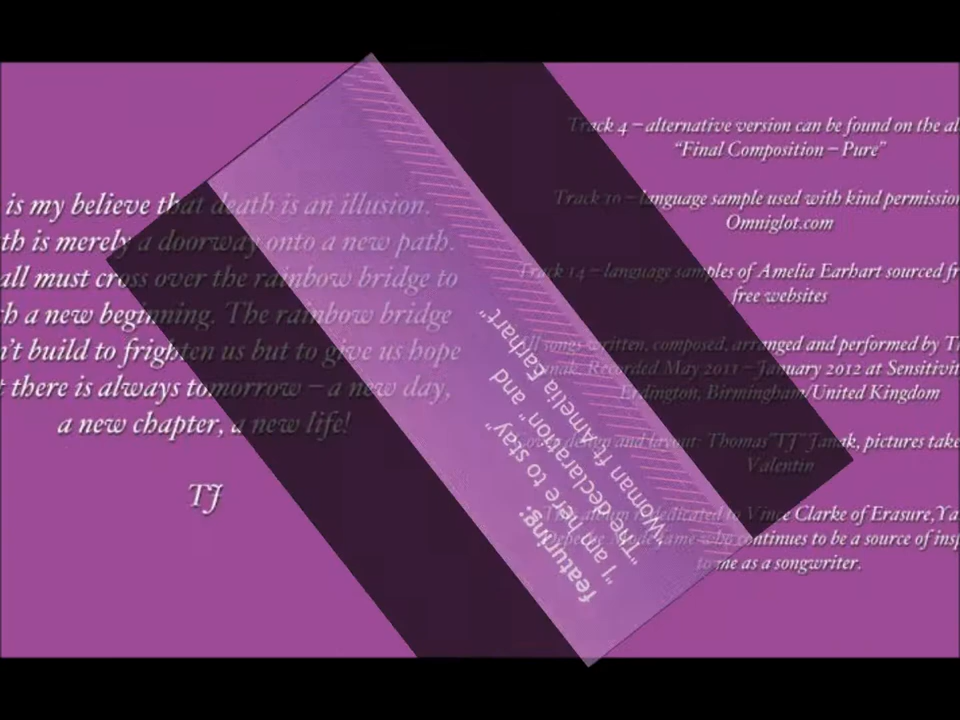 is my believe that death is an illusion.
th is merely a doorway onto a new path.
all must cross over the rainbow bridge to
h a new beginning. The rainbow bridge
n't build to frighten us but to give us hope
t there is always tomorrow – a new day,
a new chapter, a new life!
TJ
featuring:
"I am here to stay"
"The declaration" and
"Woman ft. Amelia Earhart"
Track 4 – alternative version can be found on the al
"Final Composition – Pure"
Track 10 – language sample used with kind permission
Omniglot.com
Track 14 – language samples of Amelia Earhart sourced fr
free websites
All songs written, composed, arranged and performed by T
Janak. Recorded May 2011 – January 2012 at Sensitivit
Erdington, Birmingham/United Kingdom
Cover design and layout: Thomas "TJ" Janak, pictures take
Valentin
This album is dedicated to Vince Clarke of Erasure, Ya
Depeche Mode fame who continues to be a source of insp
to me as a songwriter.